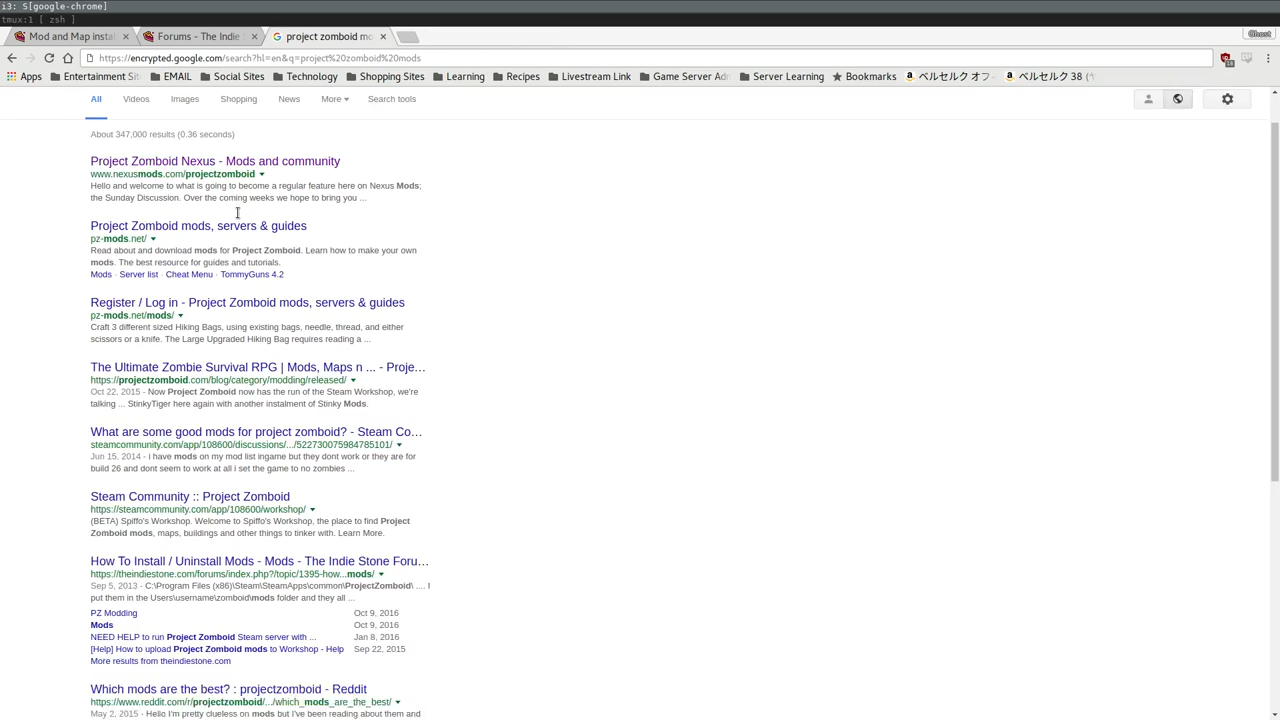 i3: S[google-chrome]
tmux:1 [ zsh ]
Mod and Map insta
Forums - The Indie
project zomboid mo
Ghost
https://encrypted.google.com/search?hl=en&q=project%20zomboid%20mods
Apps Entertainment Sit EMAIL Social Sites Technology Shopping Sites Learning Recipes Livestream Link Game Server Adm Server Learning Bookmarks ベルセルク オフ ベルセルク 38 (
All Videos Images Shopping News More Search tools
About 347,000 results (0.36 seconds)
Project Zomboid Nexus - Mods and community
www.nexusmods.com/projectzomboid
Hello and welcome to what is going to become a regular feature here on Nexus Mods;
the Sunday Discussion. Over the coming weeks we hope to bring you ...
Project Zomboid mods, servers & guides
pz-mods.net/
Read about and download mods for Project Zomboid. Learn how to make your own
mods. The best resource for guides and tutorials.
Mods · Server list · Cheat Menu · TommyGuns 4.2
Register / Log in - Project Zomboid mods, servers & guides
pz-mods.net/mods/
Craft 3 different sized Hiking Bags, using existing bags, needle, thread, and either
scissors or a knife. The Large Upgraded Hiking Bag requires reading a ...
The Ultimate Zombie Survival RPG | Mods, Maps n ... - Proje...
https://projectzomboid.com/blog/category/modding/released/
Oct 22, 2015 - Now Project Zomboid now has the run of the Steam Workshop, we're
talking ... StinkyTiger here again with another instalment of Stinky Mods.
What are some good mods for project zomboid? - Steam Co...
steamcommunity.com/app/108600/discussions/.../522730075984785101/
Jun 15, 2014 - i have mods on my mod list ingame but they dont work or they are for
build 26 and dont seem to work at all i set the game to no zombies ...
Steam Community :: Project Zomboid
https://steamcommunity.com/app/108600/workshop/
(BETA) Spiffo's Workshop. Welcome to Spiffo's Workshop, the place to find Project
Zomboid mods, maps, buildings and other things to tinker with. Learn More.
How To Install / Uninstall Mods - Mods - The Indie Stone Foru...
https://theindiestone.com/forums/index.php?/topic/1395-how...mods/
Sep 5, 2013 - C:\Program Files (x86)\Steam\SteamApps\common\ProjectZomboid\ .... I
put them in the Users\username\zomboid\mods folder and they all ...
PZ Modding Oct 9, 2016
Mods Oct 9, 2016
NEED HELP to run Project Zomboid Steam server with ... Jan 8, 2016
[Help] How to upload Project Zomboid mods to Workshop - Help Sep 22, 2015
More results from theindiestone.com
Which mods are the best? : projectzomboid - Reddit
https://www.reddit.com/r/projectzomboid/.../which_mods_are_the_best/
May 2, 2015 - Hello I'm pretty clueless on mods but I've been reading about them and